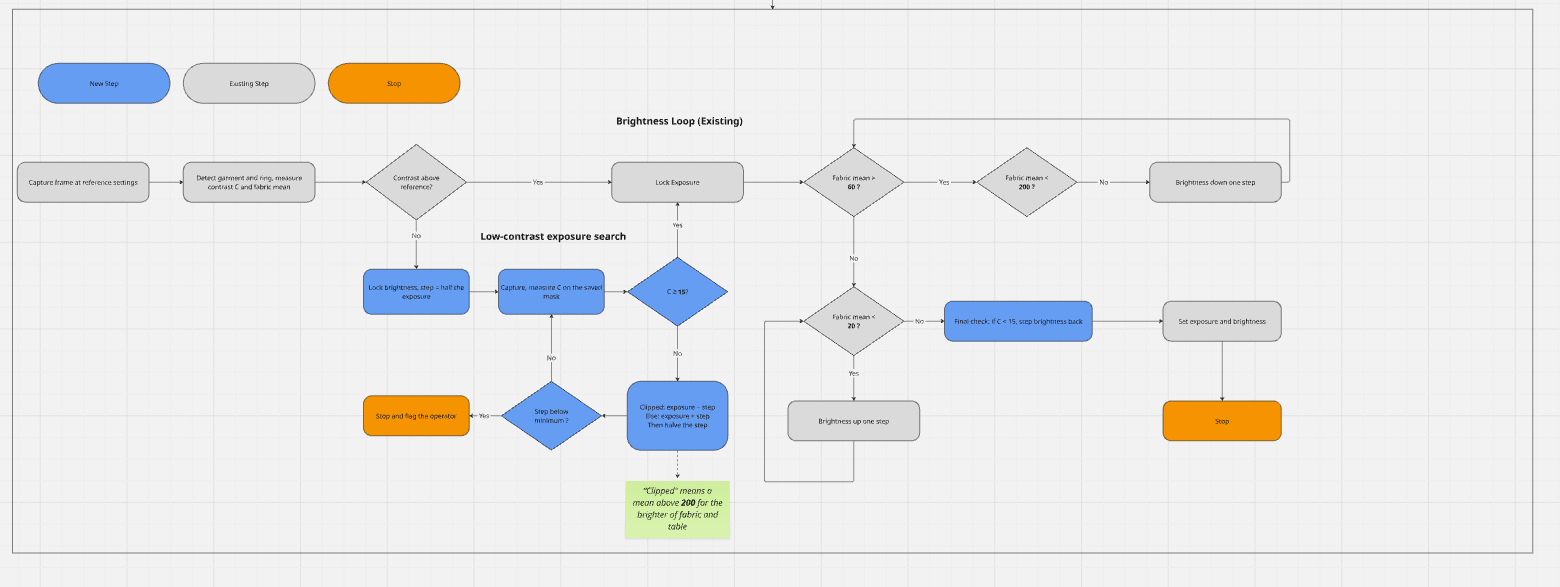 New Step
Existing Step
Stop
Brightness Loop (Existing)
Capture frame at reference settings
Detect garment and ring, measure
contrast C and fabric mean
Contrast above
reference?
Yes
Lock Exposure
Fabric mean >
60 ?
Yes
Fabric mean <
200 ?
No
Brightness down one step
No
Yes
Low-contrast exposure search
No
Lock brightness, step = half the
exposure
Capture, measure C on the saved
mask
C ≥ 15?
Fabric mean <
20 ?
No
Final check: if C < 15, step brightness back
Set exposure and brightness
No
No
Yes
Stop and flag the operator
Yes
Step below
minimum ?
Clipped: exposure − step
Else: exposure + step
Then halve the step
Brightness up one step
Stop
"Clipped" means a
mean above 200 for the
brighter of fabric and
table